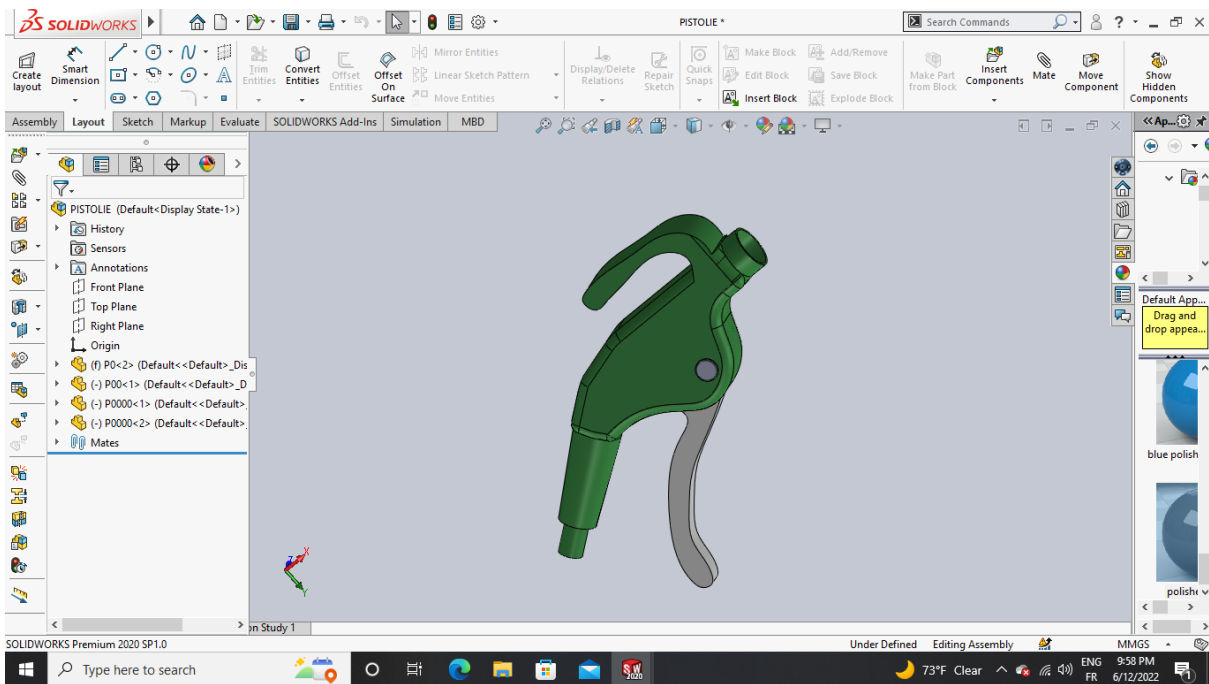 SOLIDWORKS
PISTOLIE *
Search Commands
Create layout
Smart Dimension
Trim Entities
Convert Entities
Offset Entities
Offset On Surface
Mirror Entities
Linear Sketch Pattern
Move Entities
Display/Delete Relations
Repair Sketch
Quick Snaps
Make Block
Edit Block
Insert Block
Add/Remove
Save Block
Explode Block
Make Part from Block
Insert Components
Mate
Move Component
Show Hidden Components
Assembly Layout Sketch Markup Evaluate SOLIDWORKS Add-Ins Simulation MBD
Ap...
PISTOLIE (Default<Display State-1>)
History
Sensors
Annotations
Front Plane
Top Plane
Right Plane
Origin
(f) P0<2> (Default<<Default>_Dis
(-) P00<1> (Default<<Default>_D
(-) P0000<1> (Default<<Default>
(-) P0000<2> (Default<<Default>
Mates
Default App...
Drag and
drop appea...
blue polish
polishe
X
Y
Z
on Study 1
SOLIDWORKS Premium 2020 SP1.0
Under Defined Editing Assembly MMGS
Type here to search
SW
2020
73°F Clear
ENG
FR
9:58 PM
6/12/2022
1